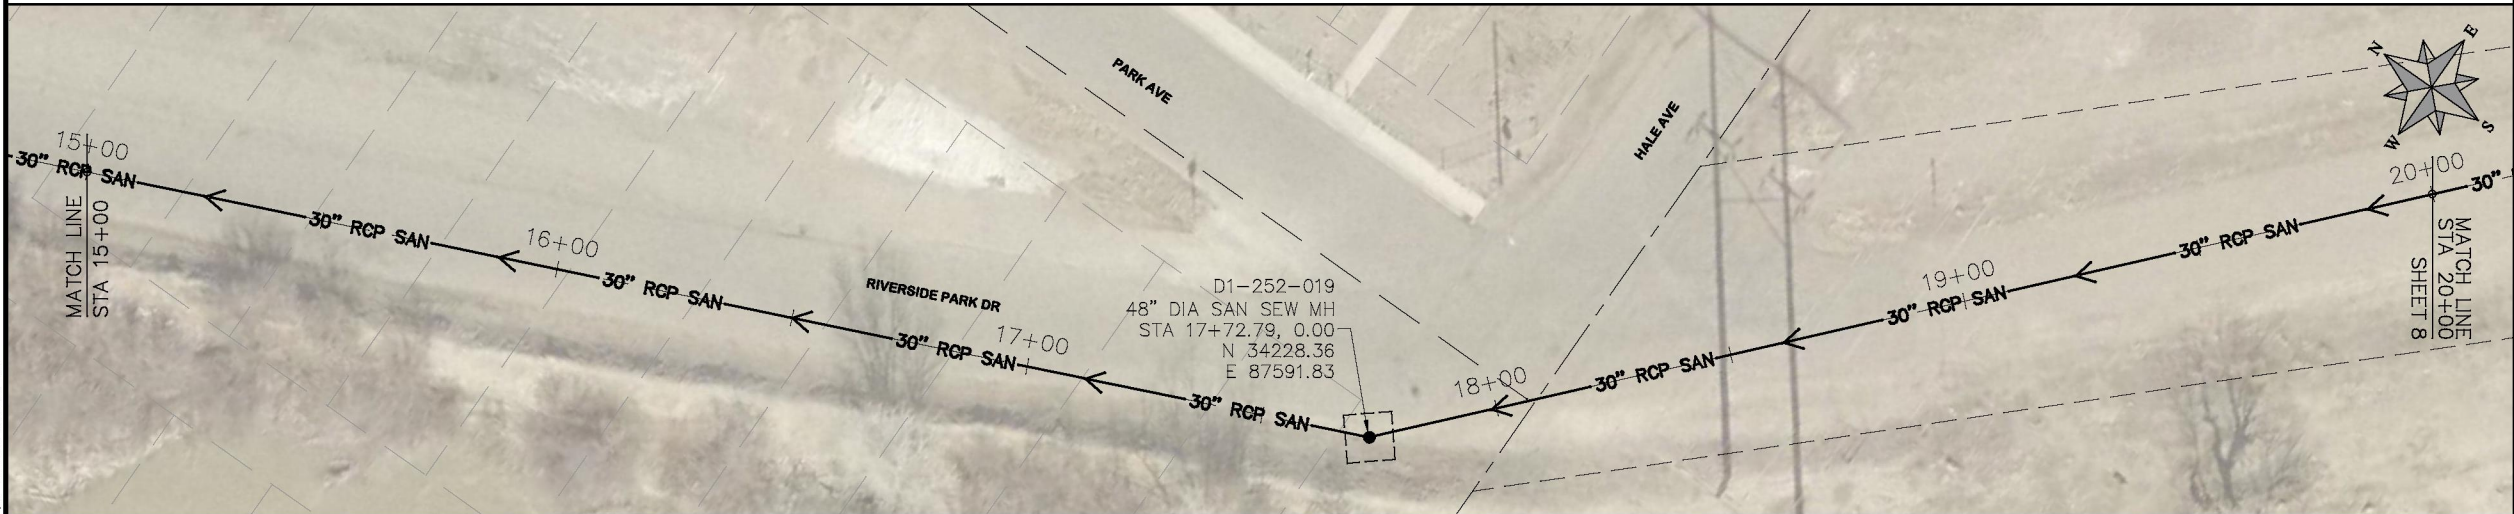 PARK AVE
HALE AVE
N
E
W
S
15+00
30" RCP SAN
MATCH LINE
STA 15+00
30" RCP SAN
16+00
30" RCP SAN
RIVERSIDE PARK DR
30" RCP SAN
17+00
30" RCP SAN
D1-252-019
48" DIA SAN SEW MH
STA 17+72.79, 0.00
N 34228.36
E 87591.83
18+00
30" RCP SAN
19+00
30" RCP SAN
30" RCP SAN
20+00
30"
MATCH LINE
STA 20+00
SHEET 8